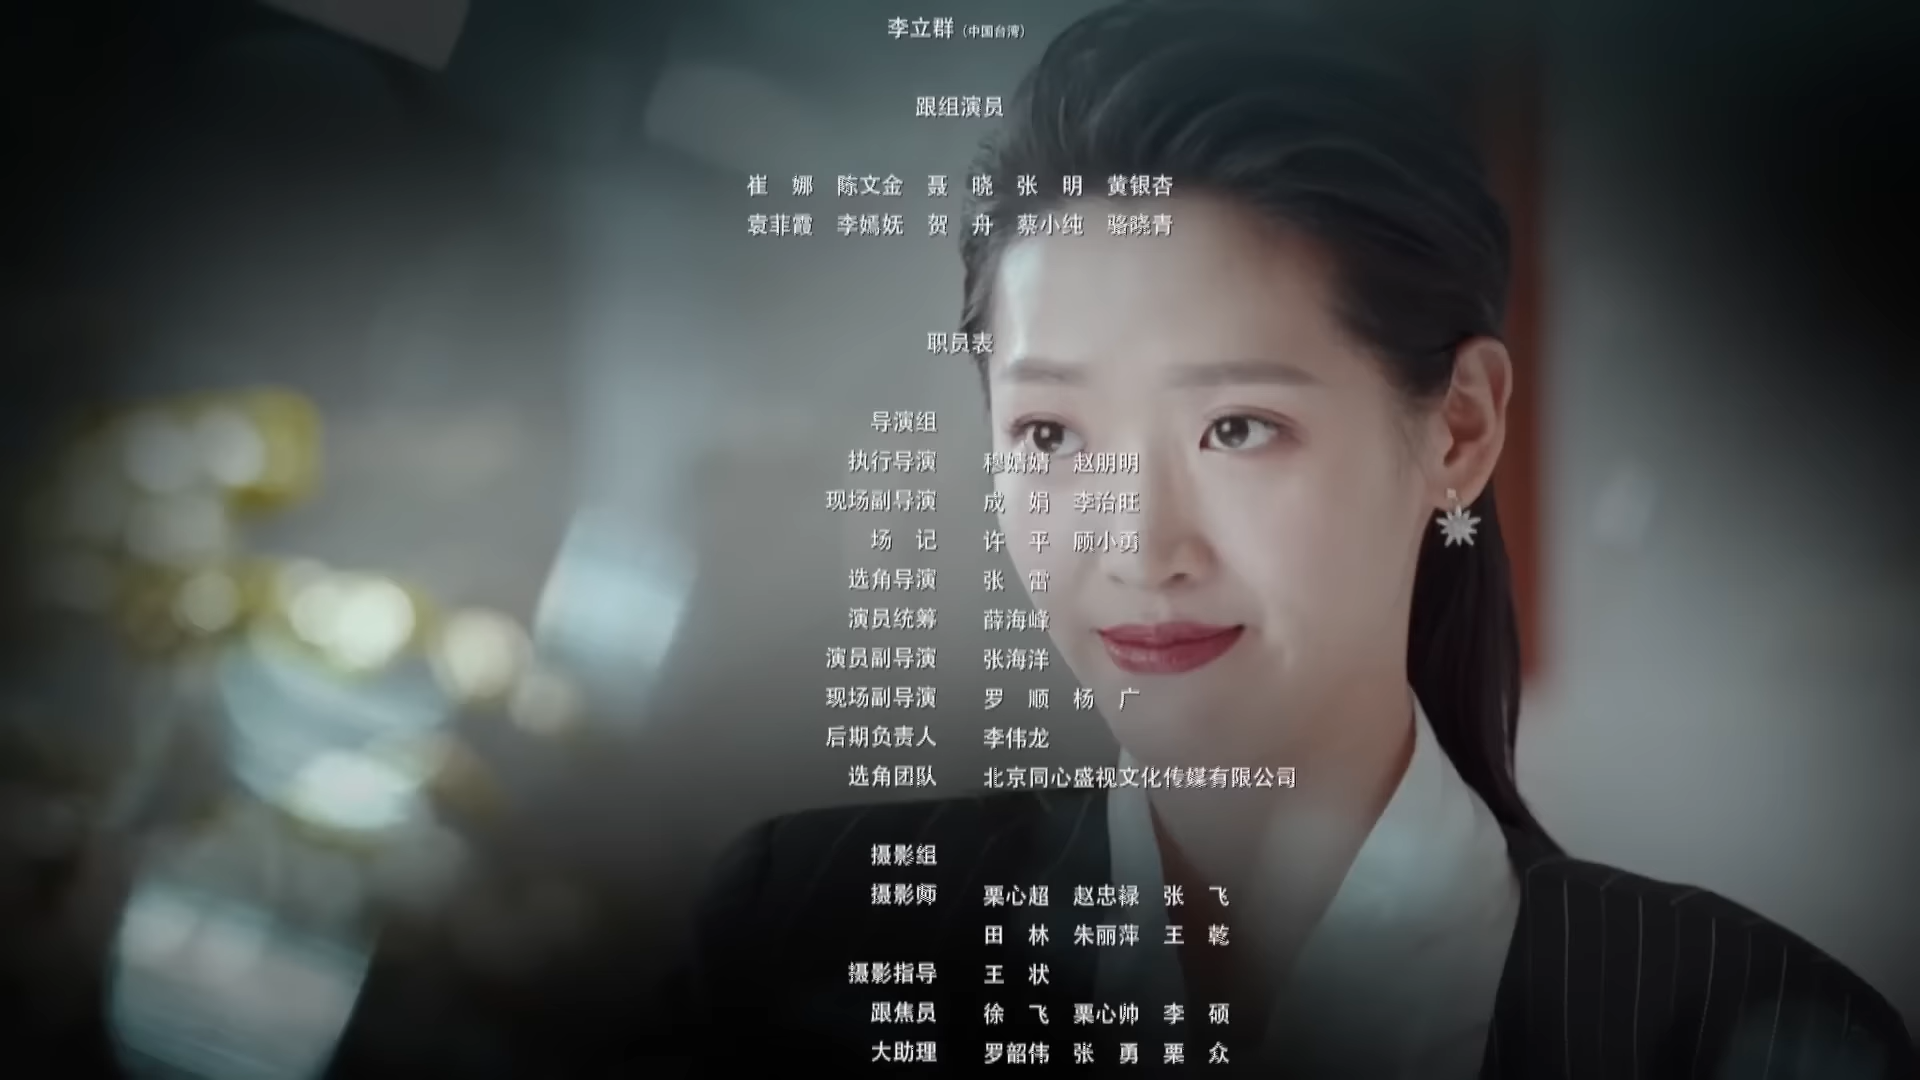 李立群（中国台湾）
跟组演员
崔 娜 陈文金 聂 晓 张 明 黄银杏
袁菲霞 李嫣妩 贺 舟 蔡小纯 骆晓青
职员表
导演组
执行导演 穆婧婧 赵朋明
现场副导演 成 娟 李治旺
场 记 许 平 顾小勇
选角导演 张 雷
演员统筹 薛海峰
演员副导演 张海洋
现场副导演 罗 顺 杨 广
后期负责人 李伟龙
选角团队 北京同心盛视文化传媒有限公司
摄影组
摄影师 栗心超 赵忠禄 张 飞
田 林 朱丽萍 王 乾
摄影指导 王 状
跟焦员 徐 飞 栗心帅 李 硕
大助理 罗韶伟 张 勇 栗 众